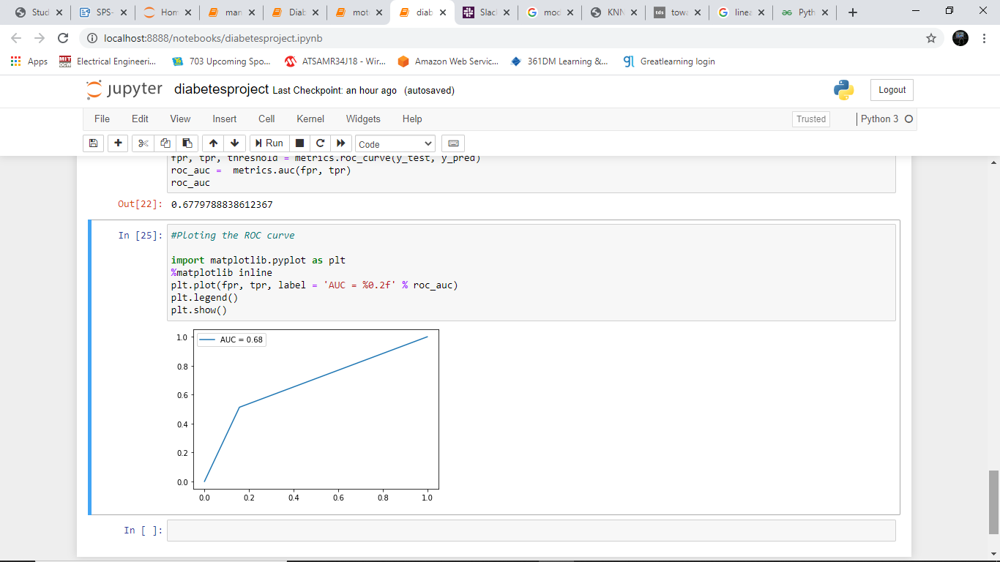 Stud
SPS-
Hom
man
Diab
mot
diab
Slac
mod
KNN
tds
towa
linea
Pyth
localhost:8888/notebooks/diabetesproject.ipynb
Apps
MIT
Electrical Engineeri...
703 Upcoming Spo...
ATSAMR34J18 - Wir...
Amazon Web Servic...
361DM Learning &...
gl
Greatlearning login
jupyter diabetesproject Last Checkpoint: an hour ago (autosaved)
Logout
File Edit View Insert Cell Kernel Widgets Help
Trusted
Python 3
Run
Code
fpr, tpr, threshold = metrics.roc_curve(y_test, y_pred)
roc_auc =  metrics.auc(fpr, tpr)
roc_auc
Out[22]: 0.6779788838612367
In [25]: #Ploting the ROC curve
import matplotlib.pyplot as plt
%matplotlib inline
plt.plot(fpr, tpr, label = 'AUC = %0.2f' % roc_auc)
plt.legend()
plt.show()
AUC = 0.68
1.0
0.8
0.6
0.4
0.2
0.0
0.0 0.2 0.4 0.6 0.8 1.0
In [ ]: